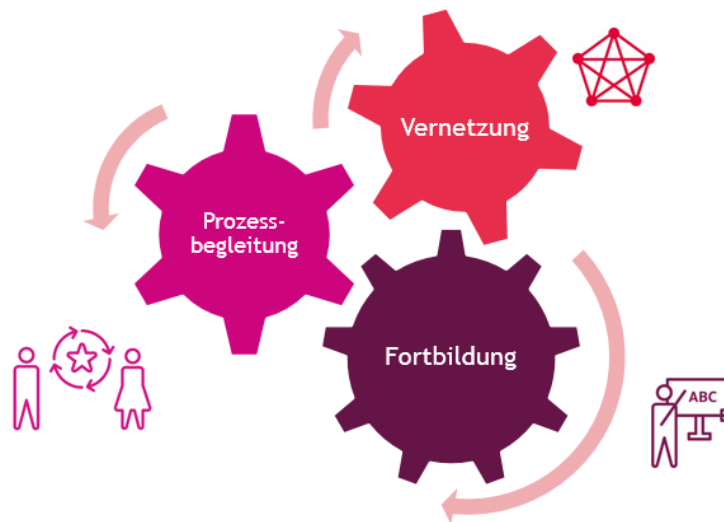 Vernetzung
Prozess-
begleitung
Fortbildung
ABC